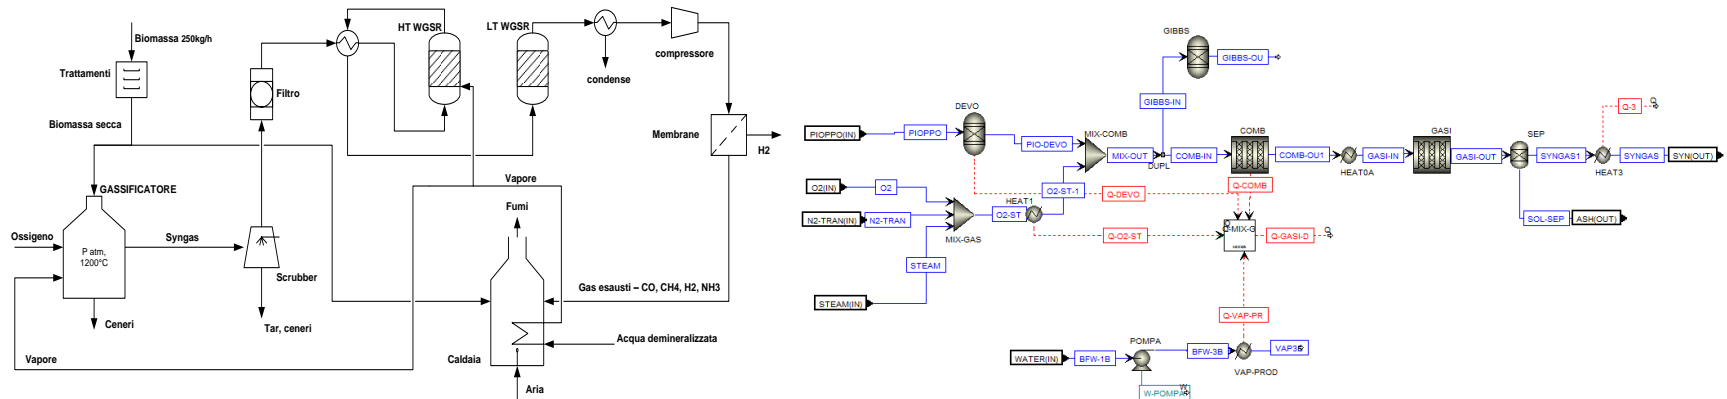 Biomassa 250kg/h
Trattamenti
Biomassa secca
GASSIFICATORE
Ossigeno
P atm,
1200°C
Syngas
Ceneri
Vapore
Filtro
Scrubber
Tar, ceneri
HT WGSR
LT WGSR
condense
compressore
Membrane
H2
Vapore
Fumi
Gas esausti – CO, CH4, H2, NH3
Acqua demineralizzata
Caldaia
Aria
GIBBS
GIBBS-OU
GIBBS-IN
DEVO
PIOPPO(IN)
PIOPPO
PIO-DEVO
MIX-COMB
MIX-OUT
DUPL
COMB-IN
COMB
COMB-OU1
HEAT0A
GASI-IN
GASI
GASI-OUT
SEP
SYNGAS1
HEAT3
SYNGAS
SYN(OUT)
Q-3
Q
SOL-SEP
ASH(OUT)
O2(IN)
O2
N2-TRAN(IN)
N2-TRAN
MIX-GAS
O2-ST
HEAT1
O2-ST-1
STEAM
STEAM(IN)
Q-DEVO
Q-COMB
Q-O2-ST
Q-MIX-G
Q-GASI-D
Q
Q-VAP-PR
WATER(IN)
BFW-1B
POMPA
BFW-3B
VAP-PROD
VAP3B
W-POMPA
W